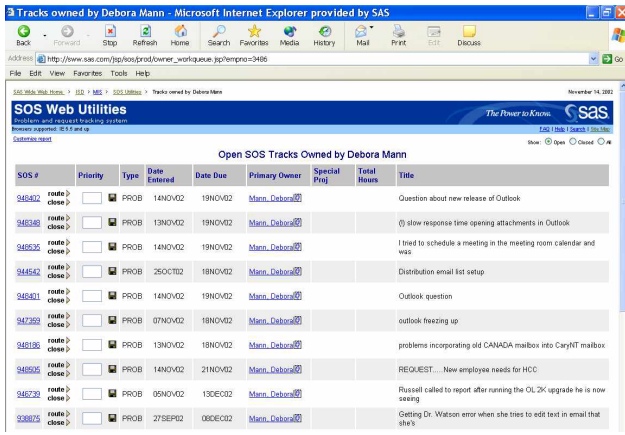 Tracks owned by Debora Mann - Microsoft Internet Explorer provided by SAS
Back Forward Stop Refresh Home Search Favorites Media History Mail Print Edit Discuss
Address http://sww.sas.com/jsp/sos/prod/owner_workqueue.jsp?empno=3486 Go
File Edit View Favorites Tools Help
SAS Wide Web Home > ISD > MIS > SOS Utilities > Tracks owned by Debora Mann November 14, 2002
SOS Web Utilities
Problem and request tracking system
The Power to Know. sas.
Browsers supported: IE 5.5 and up FAQ | Help | Search | Site Map
Customize report Show: Open Closed All
Open SOS Tracks Owned by Debora Mann
SOS # Priority Type Date Entered Date Due Primary Owner Special Proj Total Hours Title
948402 route close PROB 14NOV02 19NOV02 Mann, Debora Question about new release of Outlook
948348 route close PROB 13NOV02 19NOV02 Mann, Debora (I) slow response time opening attachments in Outlook
948535 route close PROB 14NOV02 19NOV02 Mann, Debora I tried to schedule a meeting in the meeting room calendar and was
944542 route close PROB 25OCT02 18NOV02 Mann, Debora Distribution email list setup
948401 route close PROB 14NOV02 19NOV02 Mann, Debora Outlook question
947359 route close PROB 07NOV02 18NOV02 Mann, Debora outlook freezing up
948186 route close PROB 13NOV02 18NOV02 Mann, Debora problems incorporating old CANADA mailbox into CaryNT mailbox
948505 route close PROB 14NOV02 21NOV02 Mann, Debora REQUEST.....New employee needs for HCC
946739 route close PROB 05NOV02 13DEC02 Mann, Debora Russell called to report after running the OL 2K upgrade he is now seeing
938875 route close PROB 27SEP02 08DEC02 Mann, Debora Getting Dr. Watson error when she tries to edit text in email that she's